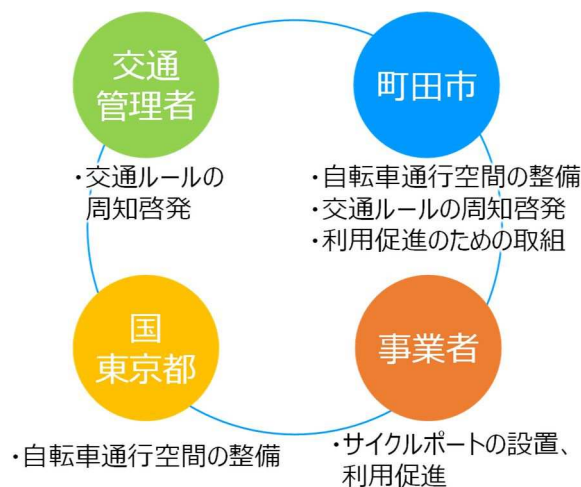 交通
管理者
・交通ルールの
周知啓発
町田市
・自転車通行空間の整備
・交通ルールの周知啓発
・利用促進のための取組
国
東京都
・自転車通行空間の整備
事業者
・サイクルポートの設置、
利用促進